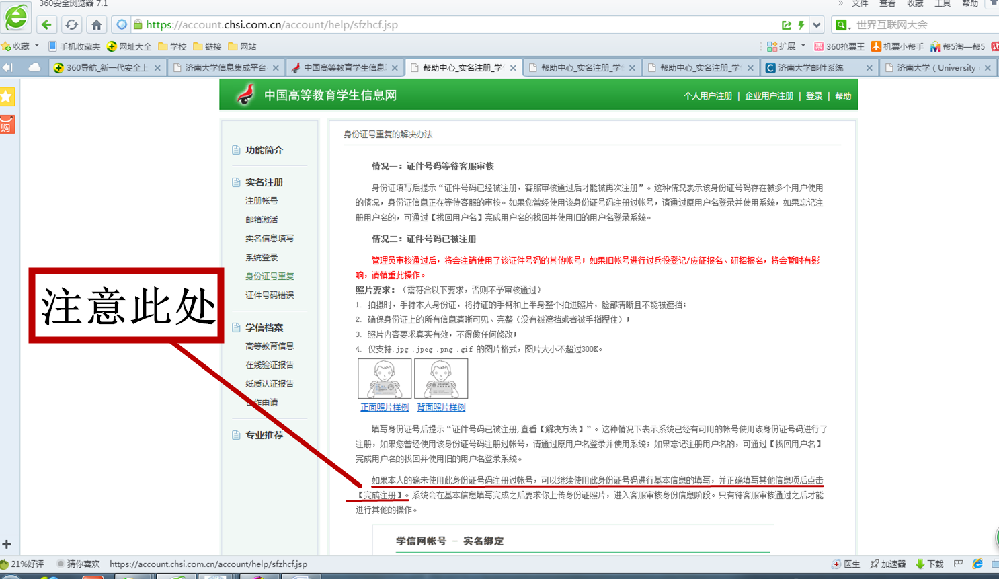 360安全浏览器 7.1
» 文件 查看 收藏 工具 帮助
https://account.chsi.com.cn/account/help/sfzhcf.jsp
世界互联网大会
收藏 手机收藏夹 网址大全 学校 链接 网站
扩展 360抢票王 机票小帮手 帮5淘—帮5
360导航_新一代安全上 济南大学信息集成平台 中国高等教育学生信息 帮助中心_实名注册_学 帮助中心_实名注册_学 帮助中心_实名注册_学 济南大学邮件系统 济南大学（University
购
中国高等教育学生信息网
个人用户注册 | 企业用户注册 | 登录 | 帮助
功能简介
实名注册
注册帐号
邮箱激活
实名信息填写
系统登录
身份证号重复
证件号码错误
学信档案
高等教育信息
在线验证报告
纸质认证报告
作申请
专业推荐
注意此处
身份证号重复的解决办法
情况一：证件号码等待客服审核
身份证填写后提示“证件号码已经被注册，客服审核通过后才能被再次注册”。这种情况表示该身份证号码存在被多个用户使用
的情况，身份证信息正在等待客服的审核。如果您曾经使用该身份证号码注册过帐号，请通过原用户名登录并使用系统，如果忘记注
册用户名的，可通过【找回用户名】完成用户名的找回并使用旧的用户名登录系统。
情况二：证件号码已被注册
管理员审核通过后，将会注销使用了该证件号码的其他帐号；如果旧帐号进行过兵役登记/应征报名、研招报名，将会暂时有影
响，请慎重此操作。
照片要求：（需符合以下要求，否则不予审核通过）
1. 拍摄时，手持本人身份证，将持证的手臂和上半身整个拍进照片，脸部清晰且不能被遮挡；
2. 确保身份证上的所有信息清晰可见、完整（没有被遮挡或者被手指捏住）；
3. 照片内容要求真实有效，不得做任何修改；
4. 仅支持.jpg .jpeg .png .gif 的图片格式，图片大小不超过300K。
正面照片样例 背面照片样例
填写身份证号后提示“证件号码已被注册,查看【解决方法】”。这种情况下表示系统已经有可用的帐号使用该身份证号码进行了
注册，如果您曾经使用该身份证号码注册过帐号，请通过原用户名登录并使用系统；如果忘记注册用户名的，可通过【找回用户名】
完成用户名的找回并使用旧的用户名登录系统。
如果本人的确未使用此身份证号码注册过帐号，可以继续使用此身份证号码进行基本信息的填写，并正确填写其他信息项后点击
【完成注册】。系统会在基本信息填写完成之后要求你上传身份证照片，进入客服审核身份信息阶段。只有待客服审核通过之后才能
进行其他的操作。
学信网帐号 － 实名绑定
21%好评 猜你喜欢 https://account.chsi.com.cn/account/help/sfzhcf.jsp
医生 加速器 下载